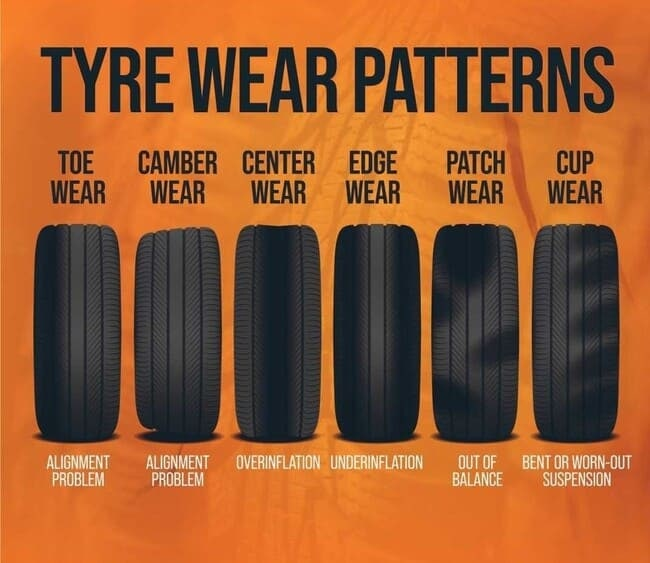 TYRE WEAR PATTERNS
TOE
WEAR
CAMBER
WEAR
CENTER
WEAR
EDGE
WEAR
PATCH
WEAR
CUP
WEAR
ALIGNMENT
PROBLEM
ALIGNMENT
PROBLEM
OVERINFLATION
UNDERINFLATION
OUT OF
BALANCE
BENT OR WORN-OUT
SUSPENSION